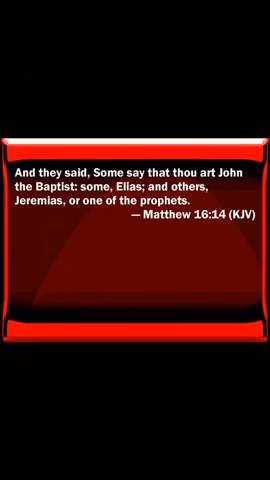 And they said, Some say that thou art John
the Baptist: some, Elias; and others,
Jeremias, or one of the prophets.
— Matthew 16:14 (KJV)